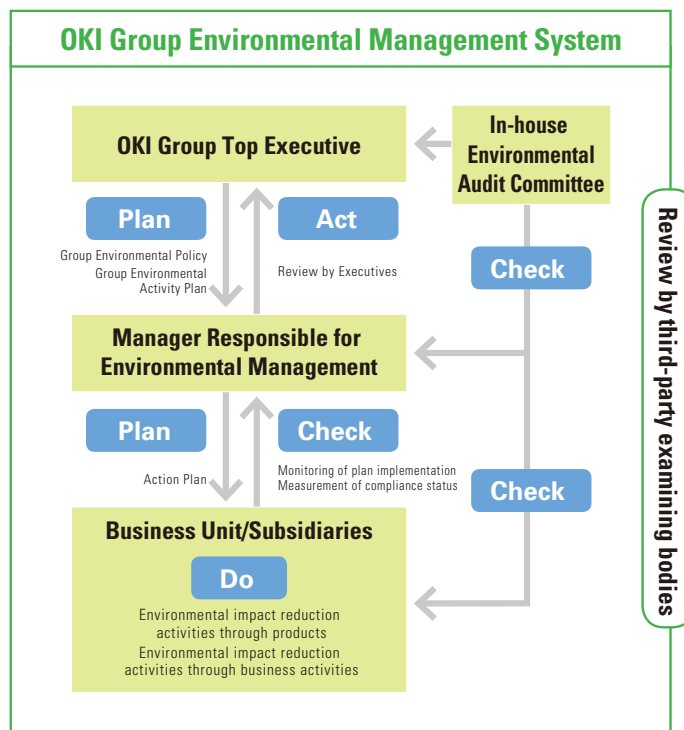 OKI Group Environmental Management System
OKI Group Top Executive
In-house
Environmental
Audit Committee
Plan
Group Environmental Policy
Group Environmental
Activity Plan
Act
Review by Executives
Check
Manager Responsible for
Environmental Management
Plan
Action Plan
Check
Monitoring of plan implementation
Measurement of compliance status
Check
Business Unit/Subsidiaries
Do
Environmental impact reduction
activities through products
Environmental impact reduction
activities through business activities
Review by third-party examining bodies